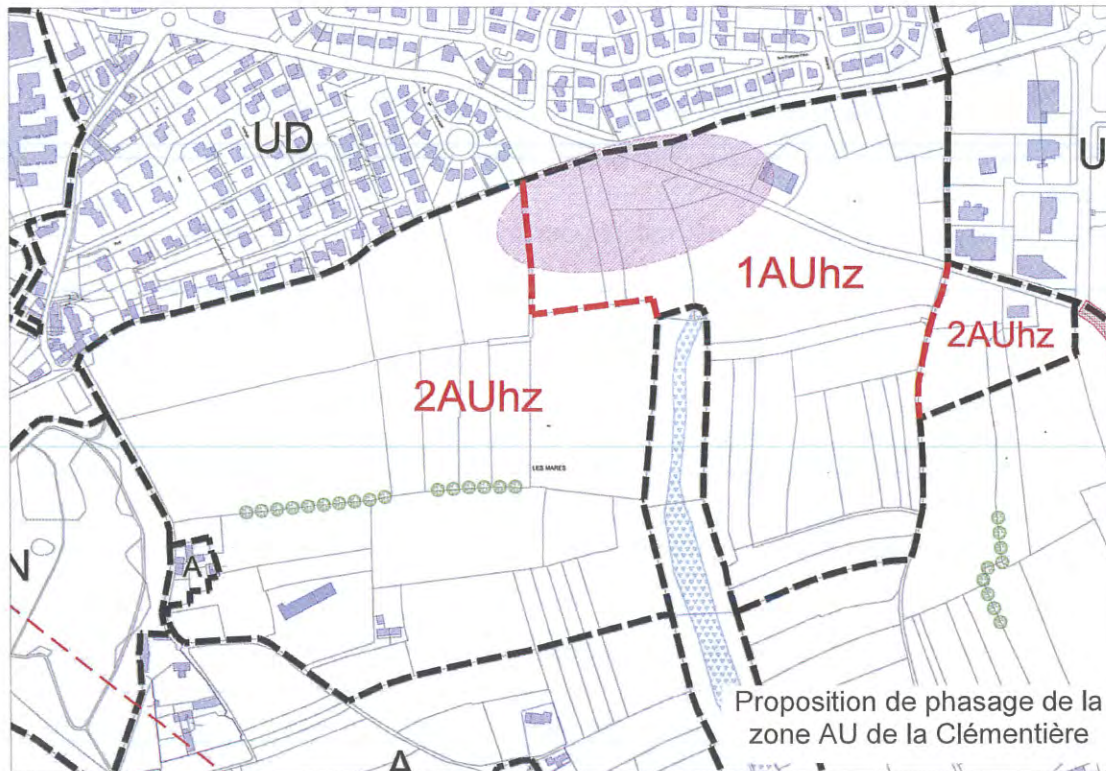 UD
U
1AUhz
2AUhz
2AUhz
LES MARES
A
N
A
Proposition de phasage de la
zone AU de la Clémentière